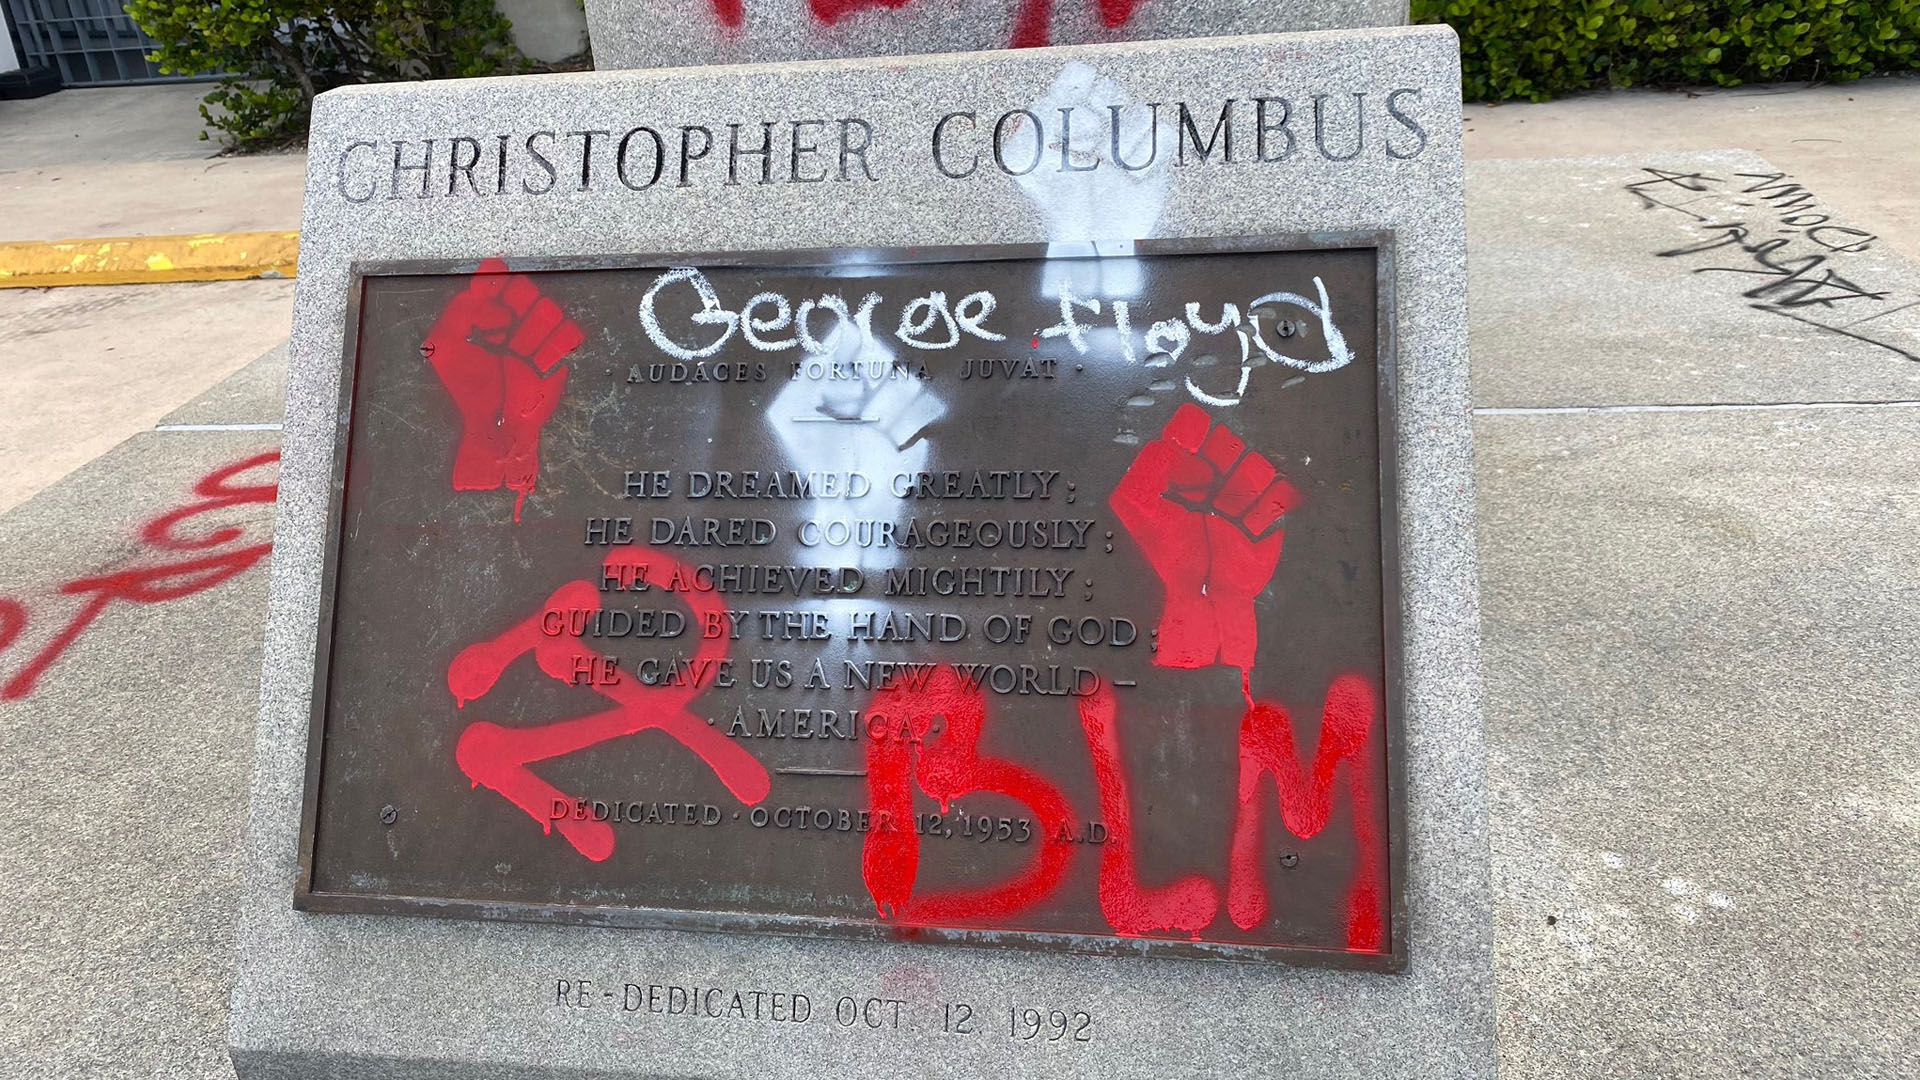 CHRISTOPHER COLUMBUS
George Floyd
· AUDACES FORTUNA JUVAT ·
HE DREAMED GREATLY;
HE DARED COURAGEOUSLY;
HE ACHIEVED MIGHTILY;
GUIDED BY THE HAND OF GOD;
HE GAVE US A NEW WORLD –
· AMERICA ·
BLM
DEDICATED · OCTOBER 12, 1953 A.D.
RE-DEDICATED OCT. 12 1992